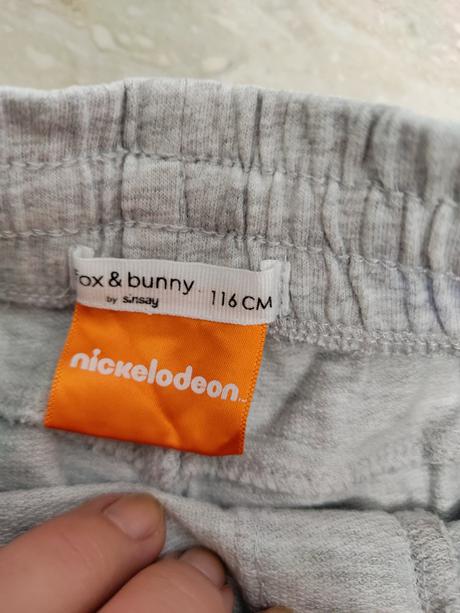 fox & bunny 116 CM
by sinsay
nickelodeon